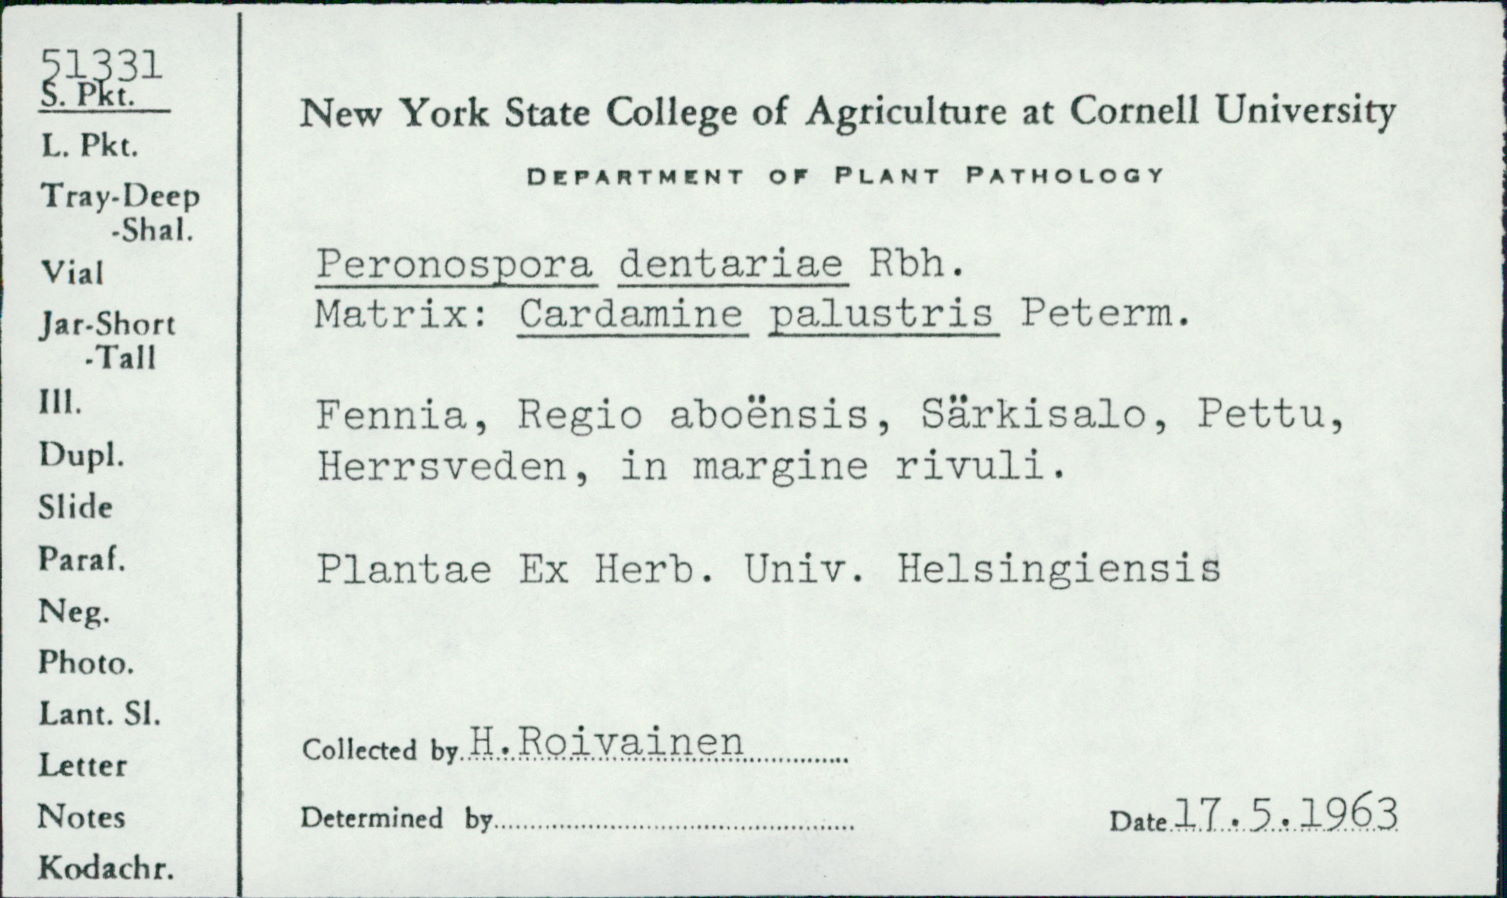 51331
S. Pkt.
L. Pkt.
Tray-Deep
-Shal.
Vial
Jar-Short
-Tall
Ill.
Dupl.
Slide
Paraf.
Neg.
Photo.
Lant. Sl.
Letter
Notes
Kodachr.
New York State College of Agriculture at Cornell University
DEPARTMENT OF PLANT PATHOLOGY
Peronospora dentariae Rbh.
Matrix: Cardamine palustris Peterm.
Fennia, Regio aboënsis, Särkisalo, Pettu,
Herrsveden, in margine rivuli.
Plantae Ex Herb. Univ. Helsingiensis
Collected by H.Roivainen
Determined by
Date 17.5.1963